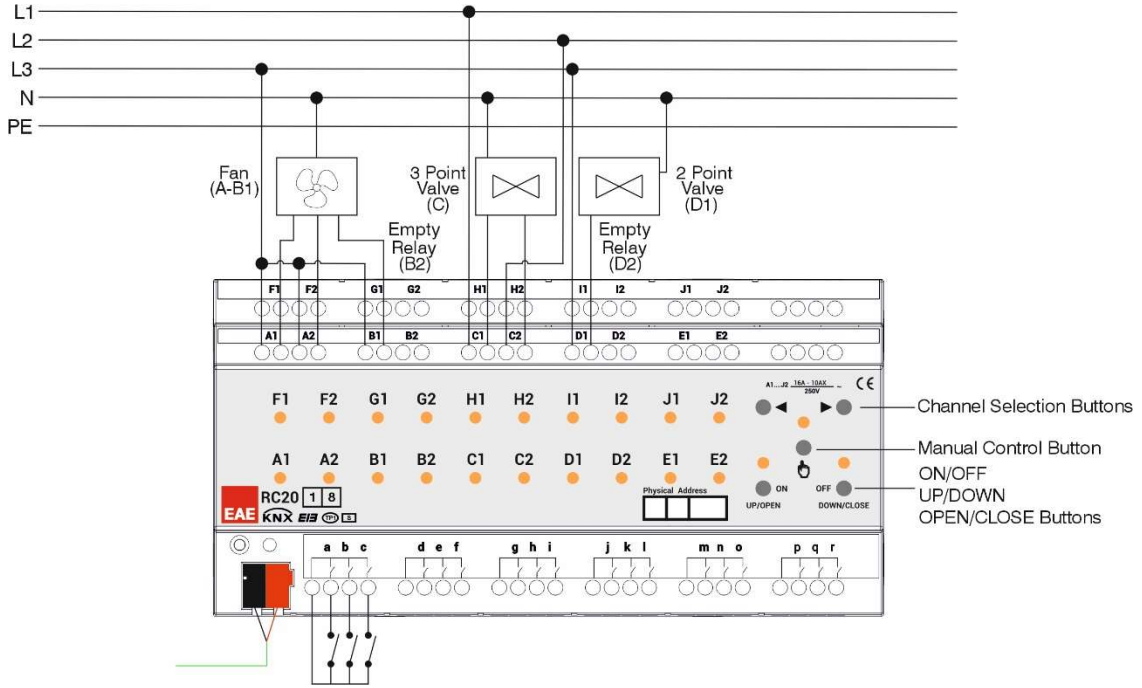 L1
L2
L3
N
PE
Fan
(A-B1)
3 Point
Valve
(C)
2 Point
Valve
(D1)
Empty
Relay
(B2)
Empty
Relay
(D2)
F1 F2 G1 G2 H1 H2 I1 I2 J1 J2
A1 A2 B1 B2 C1 C2 D1 D2 E1 E2
A1...J2 16A - 10AX ~
250V
CE
F1 F2 G1 G2 H1 H2 I1 I2 J1 J2
A1 A2 B1 B2 C1 C2 D1 D2 E1 E2
Channel Selection Buttons
Manual Control Button
ON/OFF
UP/DOWN
OPEN/CLOSE Buttons
ON OFF
UP/OPEN DOWN/CLOSE
EAE
RC20 1 8
KNX EIB TP1 S
Physical Address
a b c d e f g h i j k l m n o p q r